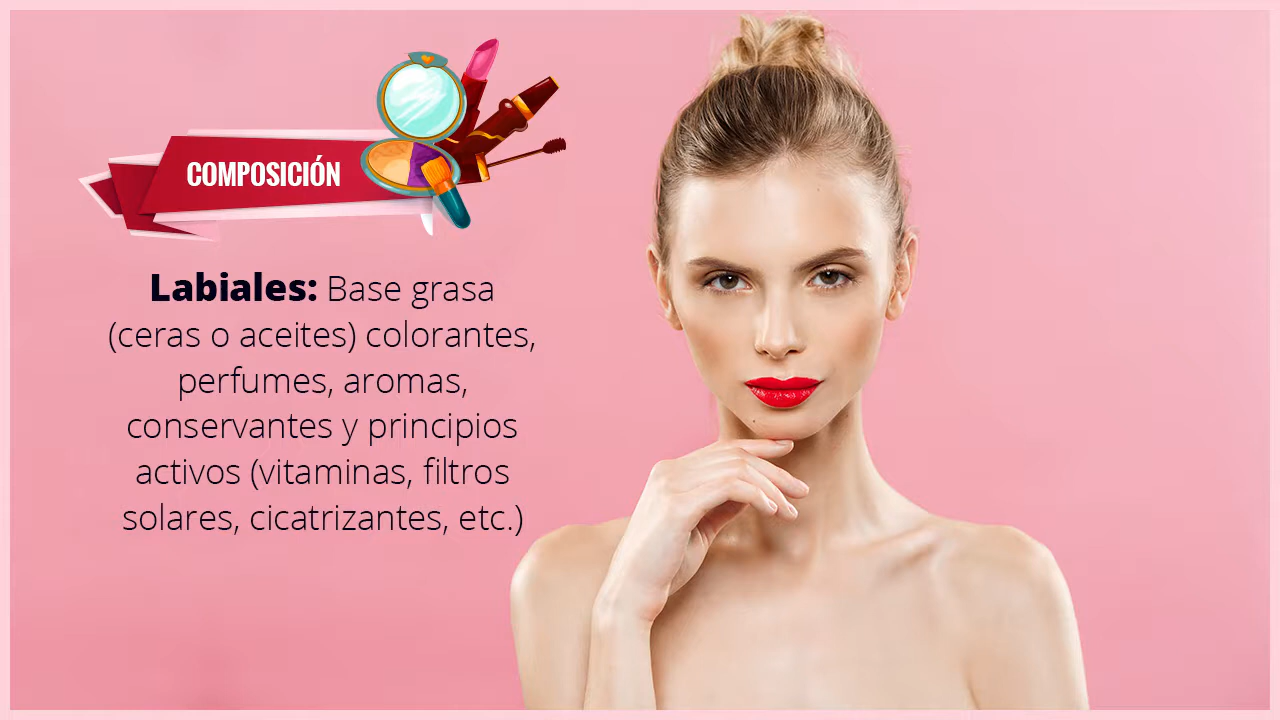 COMPOSICIÓN
Labiales: Base grasa
(ceras o aceites) colorantes,
perfumes, aromas,
conservantes y principios
activos (vitaminas, filtros
solares, cicatrizantes, etc.)